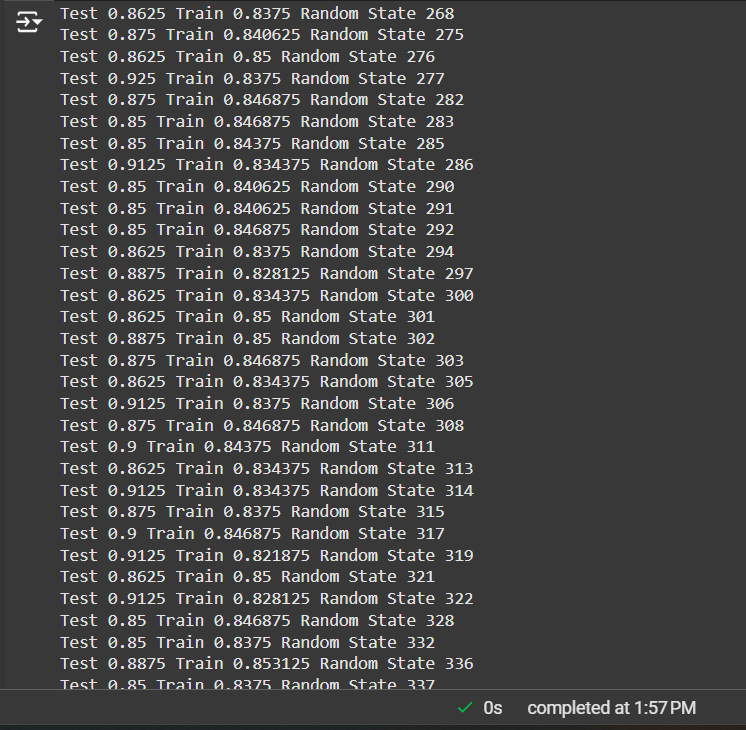 Test 0.8625 Train 0.8375 Random State 268
Test 0.875 Train 0.840625 Random State 275
Test 0.8625 Train 0.85 Random State 276
Test 0.925 Train 0.8375 Random State 277
Test 0.875 Train 0.846875 Random State 282
Test 0.85 Train 0.846875 Random State 283
Test 0.85 Train 0.84375 Random State 285
Test 0.9125 Train 0.834375 Random State 286
Test 0.85 Train 0.840625 Random State 290
Test 0.85 Train 0.840625 Random State 291
Test 0.85 Train 0.846875 Random State 292
Test 0.8625 Train 0.8375 Random State 294
Test 0.8875 Train 0.828125 Random State 297
Test 0.8625 Train 0.834375 Random State 300
Test 0.8625 Train 0.85 Random State 301
Test 0.8875 Train 0.85 Random State 302
Test 0.875 Train 0.846875 Random State 303
Test 0.8625 Train 0.834375 Random State 305
Test 0.9125 Train 0.8375 Random State 306
Test 0.875 Train 0.846875 Random State 308
Test 0.9 Train 0.84375 Random State 311
Test 0.8625 Train 0.834375 Random State 313
Test 0.9125 Train 0.834375 Random State 314
Test 0.875 Train 0.8375 Random State 315
Test 0.9 Train 0.846875 Random State 317
Test 0.9125 Train 0.821875 Random State 319
Test 0.8625 Train 0.85 Random State 321
Test 0.9125 Train 0.828125 Random State 322
Test 0.85 Train 0.846875 Random State 328
Test 0.85 Train 0.8375 Random State 332
Test 0.8875 Train 0.853125 Random State 336
Test 0.85 Train 0.8375 Random State 337
0s completed at 1:57 PM